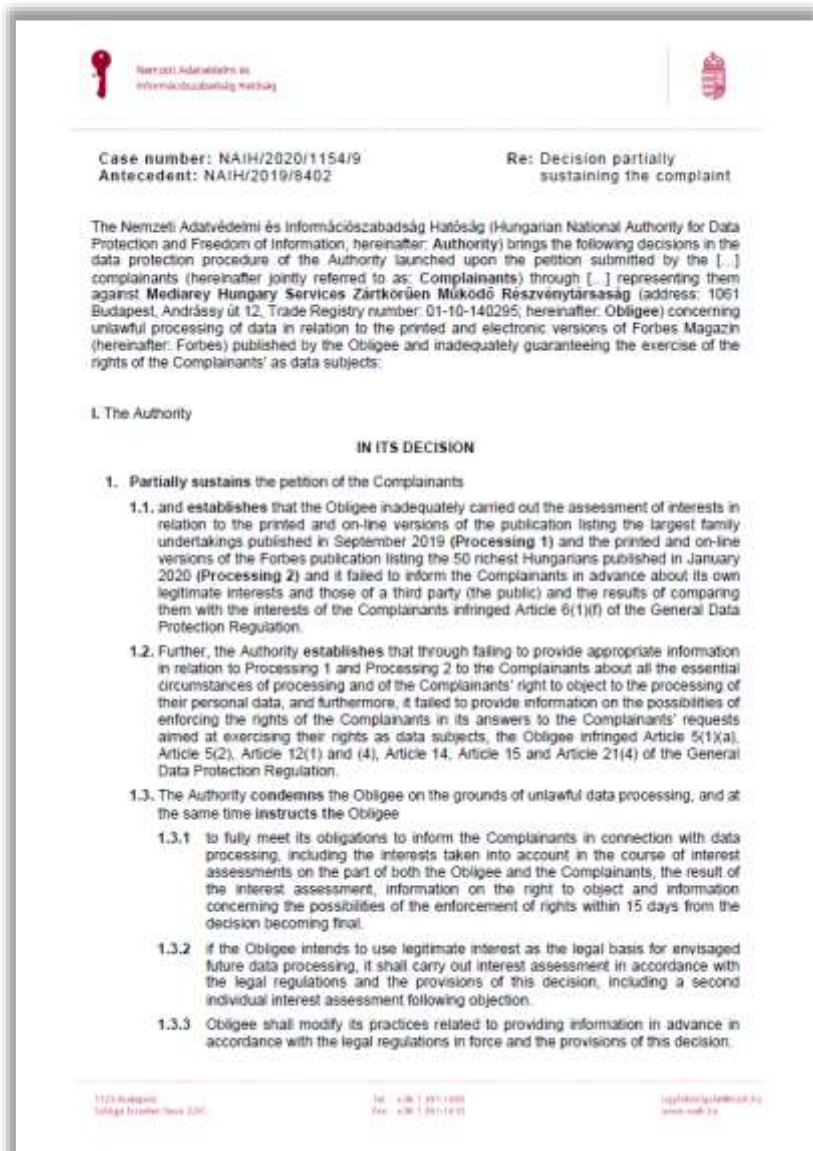 Nemzeti Adatvédelmi és
Információszabadság Hatóság
Case number: NAIH/2020/1154/9
Antecedent: NAIH/2019/8402
Re: Decision partially
sustaining the complaint
The Nemzeti Adatvédelmi és Információszabadság Hatóság (Hungarian National Authority for Data
Protection and Freedom of Information, hereinafter: Authority) brings the following decisions in the
data protection procedure of the Authority launched upon the petition submitted by the [...]
complainants (hereinafter jointly referred to as: Complainants) through [...] representing them
against Mediarey Hungary Services Zártkörűen Működő Részvénytársaság (address: 1061
Budapest, Andrássy út 12, Trade Registry number: 01-10-140295; hereinafter: Obligee) concerning
unlawful processing of data in relation to the printed and electronic versions of Forbes Magazin
(hereinafter: Forbes) published by the Obligee and inadequately guaranteeing the exercise of the
rights of the Complainants' as data subjects:
I. The Authority
IN ITS DECISION
1. Partially sustains the petition of the Complainants
1.1. and establishes that the Obligee inadequately carried out the assessment of interests in
relation to the printed and on-line versions of the publication listing the largest family
undertakings published in September 2019 (Processing 1) and the printed and on-line
versions of the Forbes publication listing the 50 richest Hungarians published in January
2020 (Processing 2) and it failed to inform the Complainants in advance about its own
legitimate interests and those of a third party (the public) and the results of comparing
them with the interests of the Complainants infringed Article 6(1)(f) of the General Data
Protection Regulation.
1.2. Further, the Authority establishes that through failing to provide appropriate information
in relation to Processing 1 and Processing 2 to the Complainants about all the essential
circumstances of processing and of the Complainants' right to object to the processing of
their personal data, and furthermore, it failed to provide information on the possibilities of
enforcing the rights of the Complainants in its answers to the Complainants' requests
aimed at exercising their rights as data subjects, the Obligee infringed Article 5(1)(a),
Article 5(2), Article 12(1) and (4), Article 14, Article 15 and Article 21(4) of the General
Data Protection Regulation.
1.3. The Authority condemns the Obligee on the grounds of unlawful data processing, and at
the same time instructs the Obligee
1.3.1 to fully meet its obligations to inform the Complainants in connection with data
processing, including the interests taken into account in the course of interest
assessments on the part of both the Obligee and the Complainants, the result of
the interest assessment, information on the right to object and information
concerning the possibilities of the enforcement of rights within 15 days from the
decision becoming final.
1.3.2 if the Obligee intends to use legitimate interest as the legal basis for envisaged
future data processing, it shall carry out interest assessment in accordance with
the legal regulations and the provisions of this decision, including a second
individual interest assessment following objection.
1.3.3 Obligee shall modify its practices related to providing information in advance in
accordance with the legal regulations in force and the provisions of this decision.